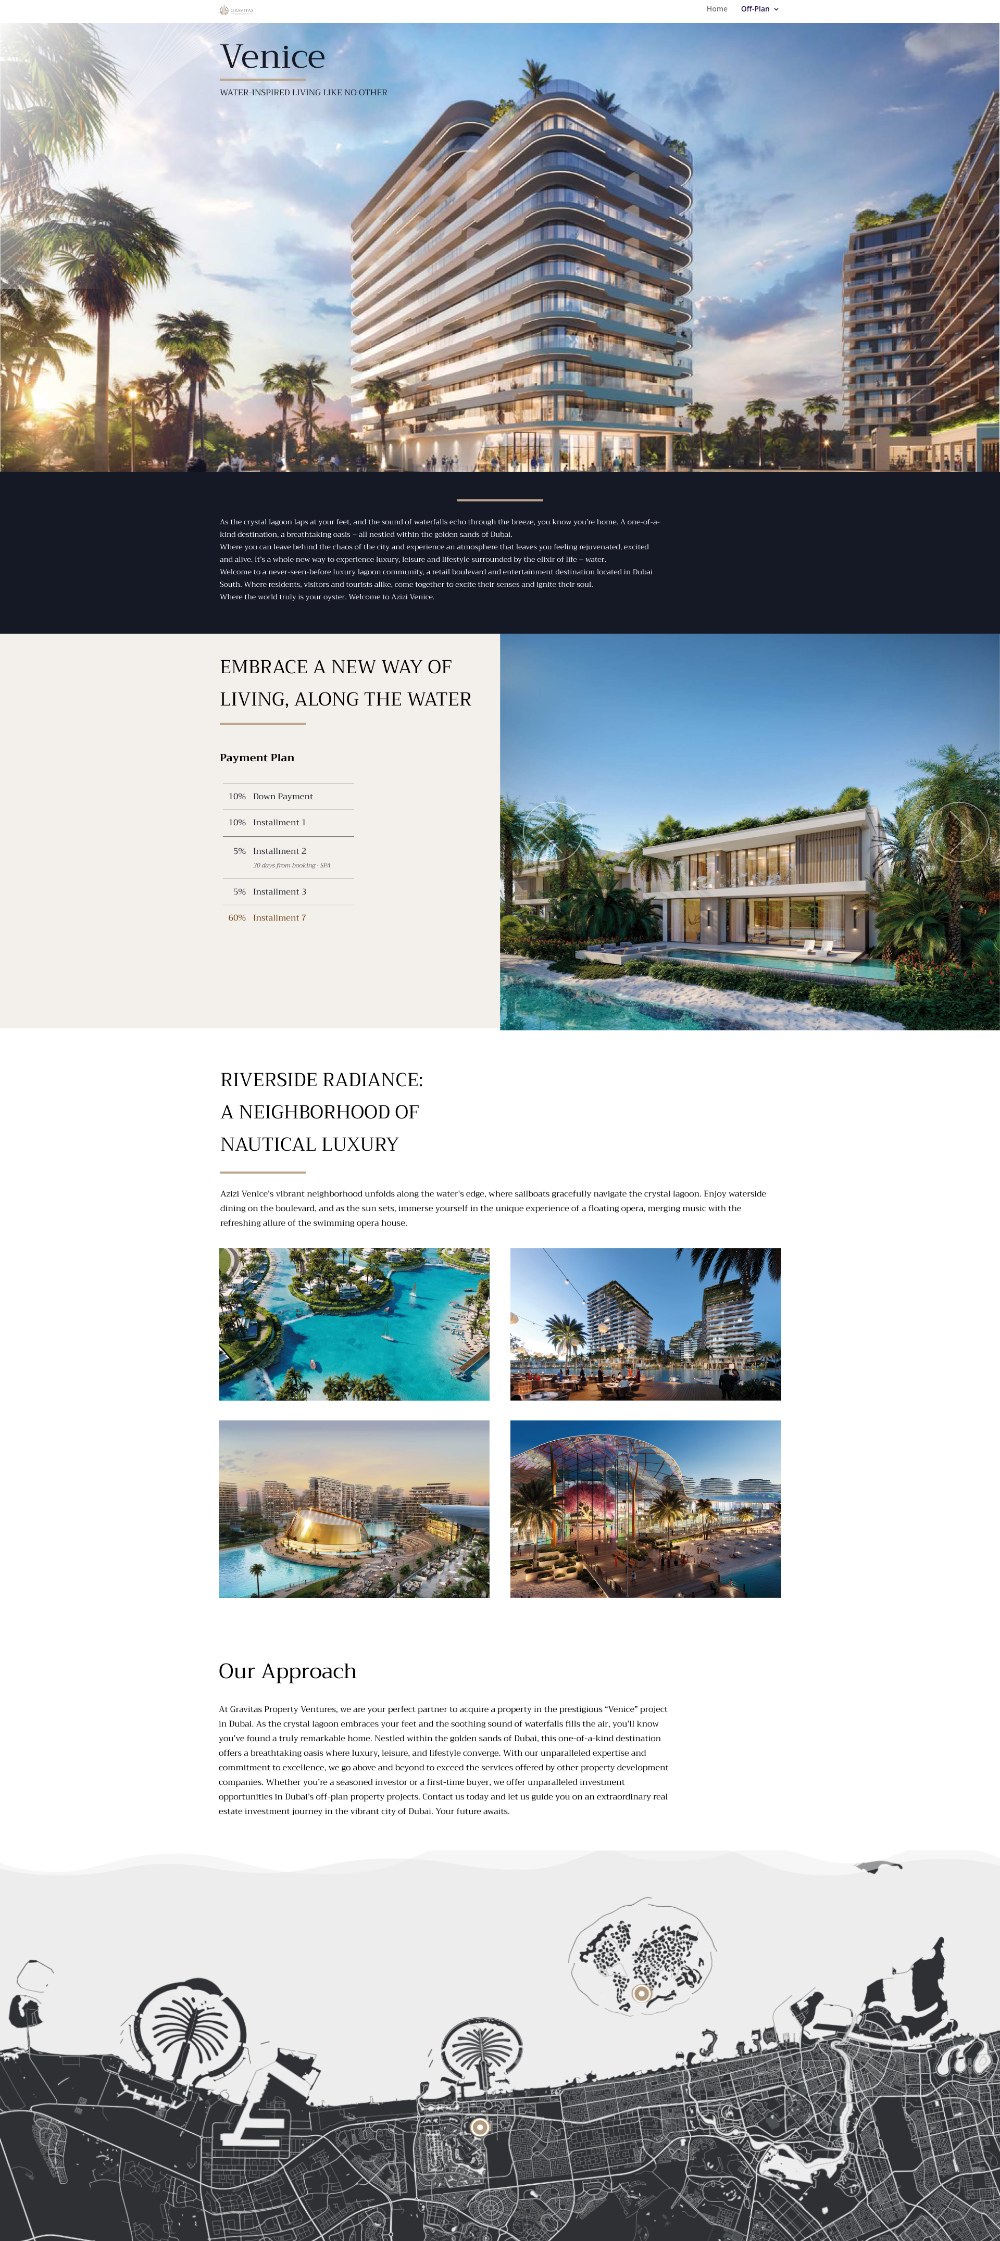 GRAVITAS
Home
Off-Plan
Venice
WATER-INSPIRED LIVING LIKE NO OTHER
As the crystal lagoon laps at your feet, and the sound of waterfalls echo through the breeze, you know you're home. A one-of-a-
kind destination, a breathtaking oasis – all nestled within the golden sands of Dubai.
Where you can leave behind the chaos of the city and experience an atmosphere that leaves you feeling rejuvenated, excited
and alive. It's a whole new way to experience luxury, leisure and lifestyle surrounded by the elixir of life – water.
Welcome to a never-seen-before luxury lagoon community, a retail boulevard and entertainment destination located in Dubai
South. Where residents, visitors and tourists alike, come together to excite their senses and ignite their soul.
Where the world truly is your oyster. Welcome to Azizi Venice.
EMBRACE A NEW WAY OF
LIVING, ALONG THE WATER
Payment Plan
10% Down Payment
10% Installment 1
5% Installment 2
days from booking - SPA
5% Installment 3
60% Installment 7
RIVERSIDE RADIANCE:
A NEIGHBORHOOD OF
NAUTICAL LUXURY
Azizi Venice's vibrant neighborhood unfolds along the water's edge, where sailboats gracefully navigate the crystal lagoon. Enjoy waterside
dining on the boulevard, and as the sun sets, immerse yourself in the unique experience of a floating opera, merging music with the
refreshing allure of the swimming opera house.
Our Approach
At Gravitas Property Ventures, we are your perfect partner to acquire a property in the prestigious “Venice” project
in Dubai. As the crystal lagoon embraces your feet and the soothing sound of waterfalls fills the air, you'll know
you've found a truly remarkable home. Nestled within the golden sands of Dubai, this one-of-a-kind destination
offers a breathtaking oasis where luxury, leisure, and lifestyle converge. With our unparalleled expertise and
commitment to excellence, we go above and beyond to exceed the services offered by other property development
companies. Whether you're a seasoned investor or a first-time buyer, we offer unparalleled investment
opportunities in Dubai's off-plan property projects. Contact us today and let us guide you on an extraordinary real
estate investment journey in the vibrant city of Dubai. Your future awaits.